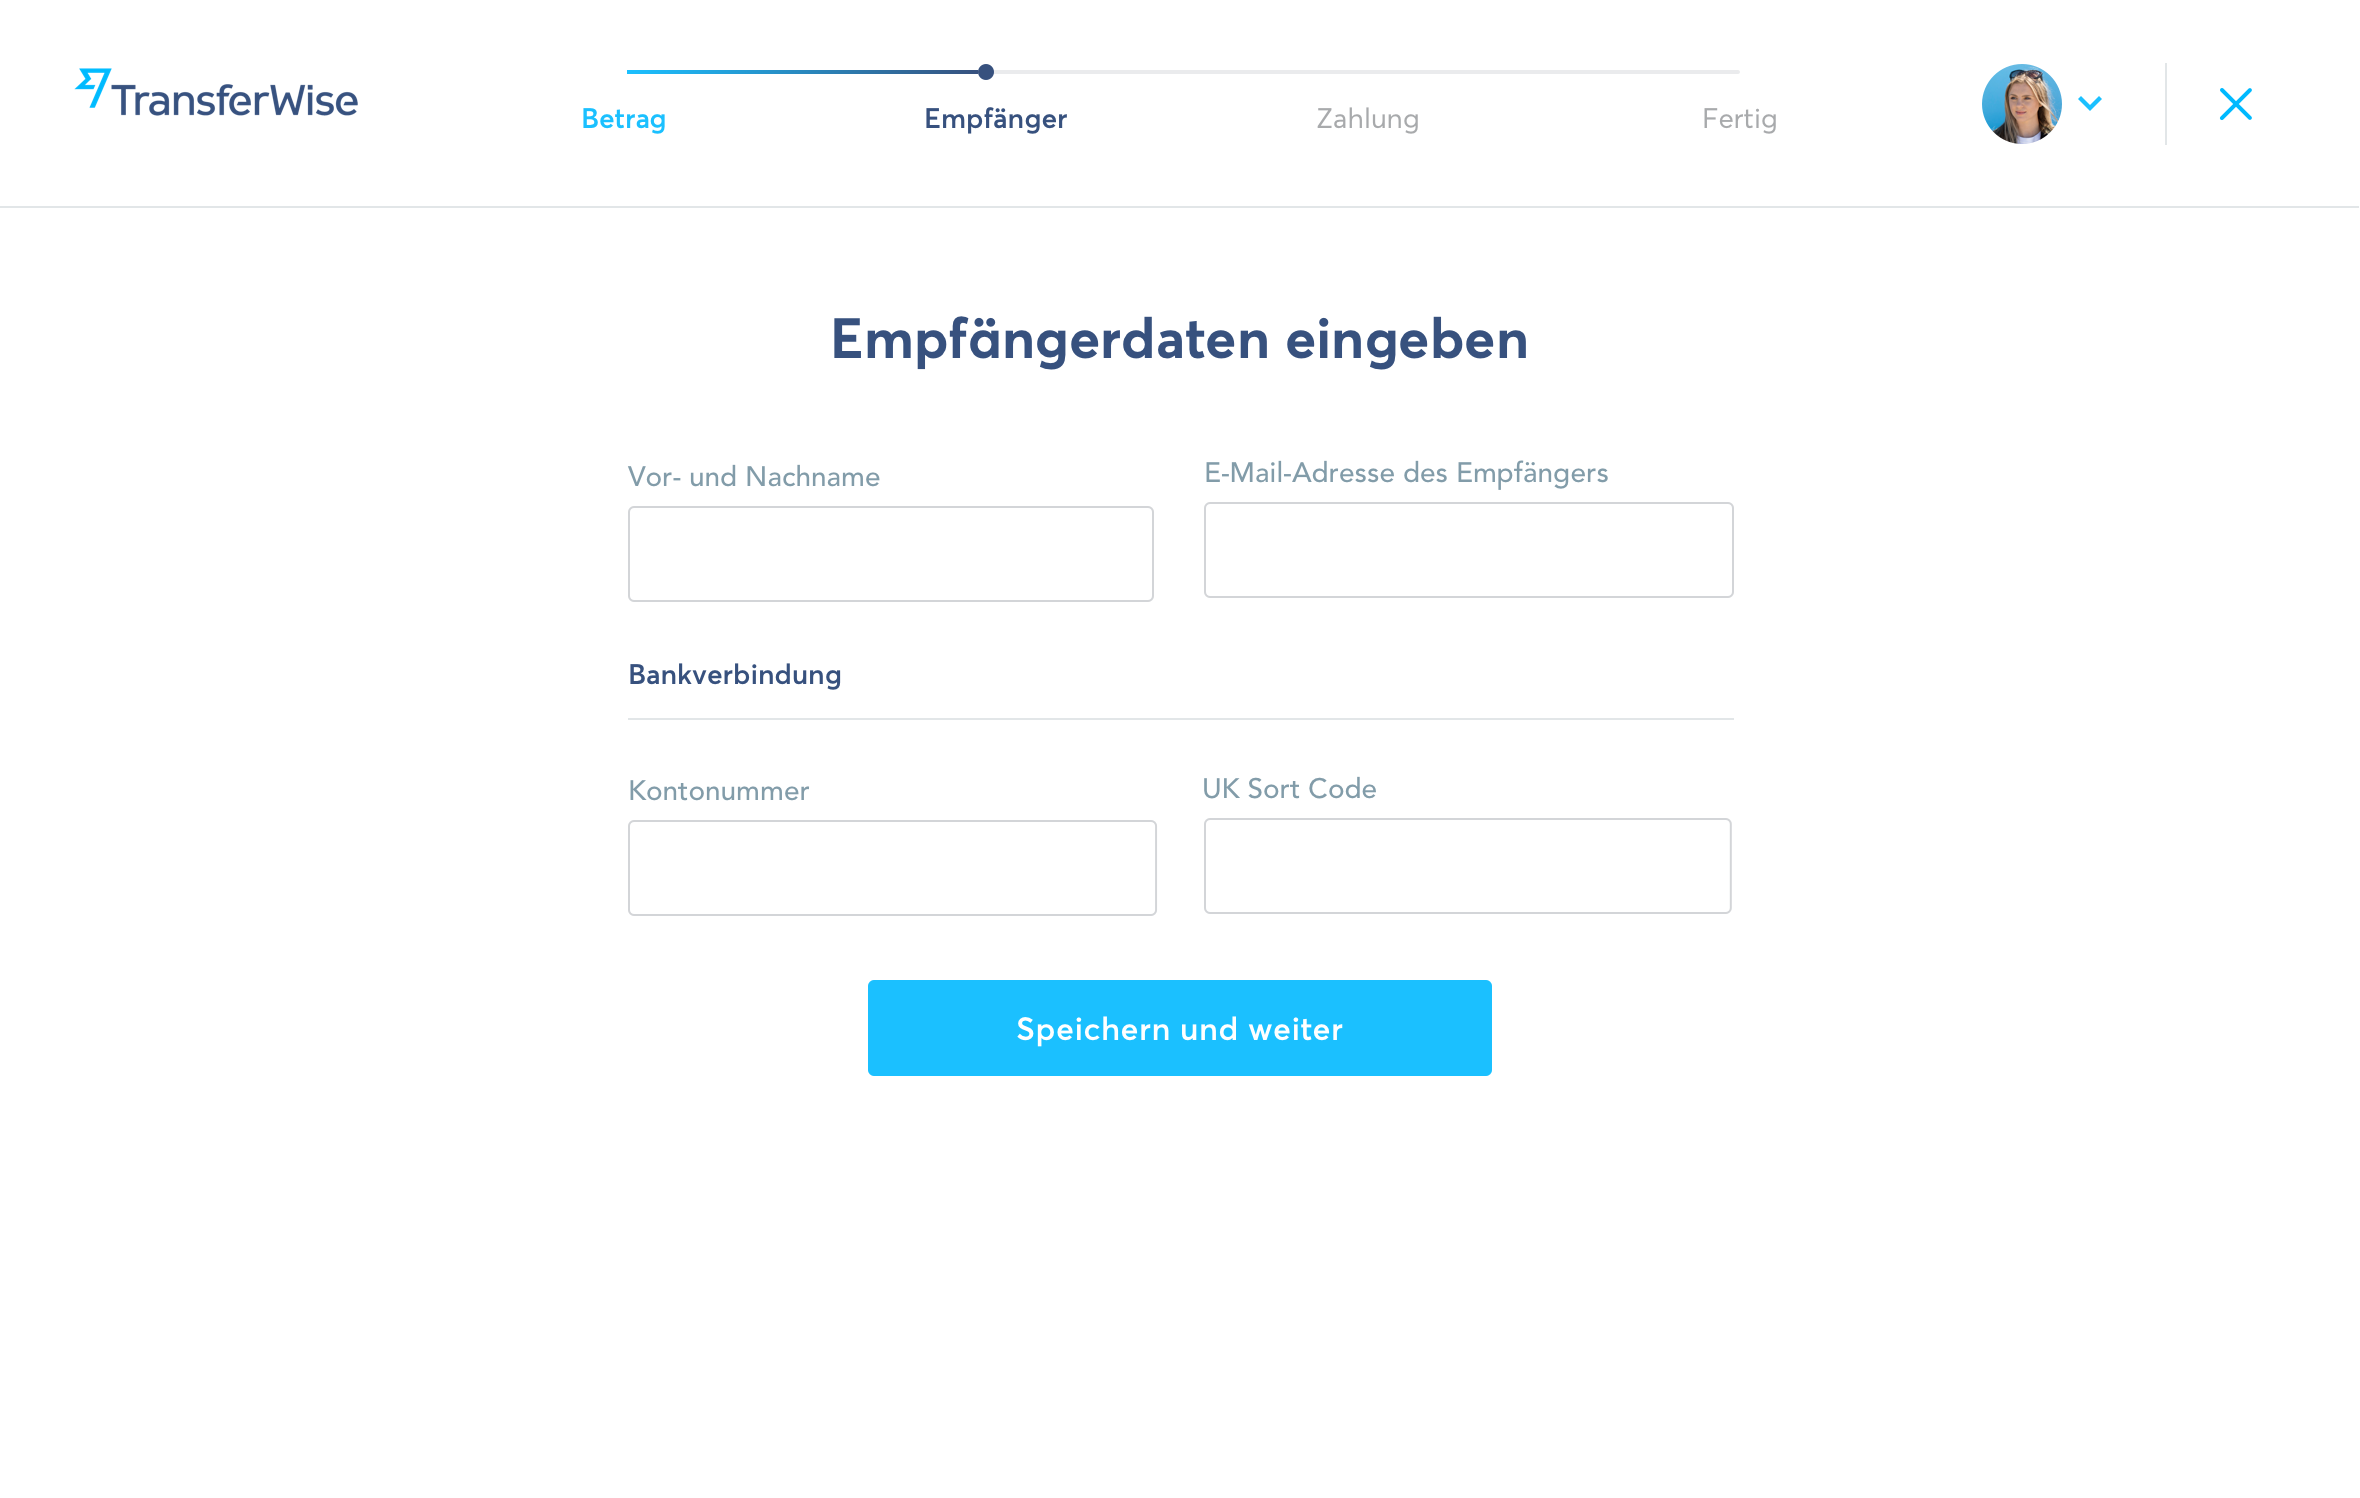 TransferWise
Betrag
Empfänger
Zahlung
Fertig
Empfängerdaten eingeben
Vor- und Nachname
E-Mail-Adresse des Empfängers
Bankverbindung
Kontonummer
UK Sort Code
Speichern und weiter